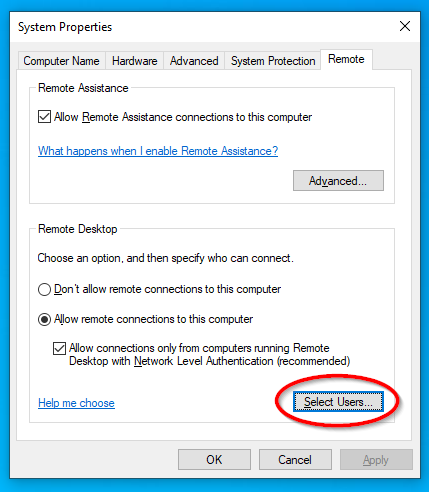 System Properties
Computer Name Hardware Advanced System Protection Remote
Remote Assistance
Allow Remote Assistance connections to this computer
What happens when I enable Remote Assistance?
Advanced...
Remote Desktop
Choose an option, and then specify who can connect.
Don't allow remote connections to this computer
Allow remote connections to this computer
Allow connections only from computers running Remote
Desktop with Network Level Authentication (recommended)
Help me choose Select Users...
OK Cancel Apply